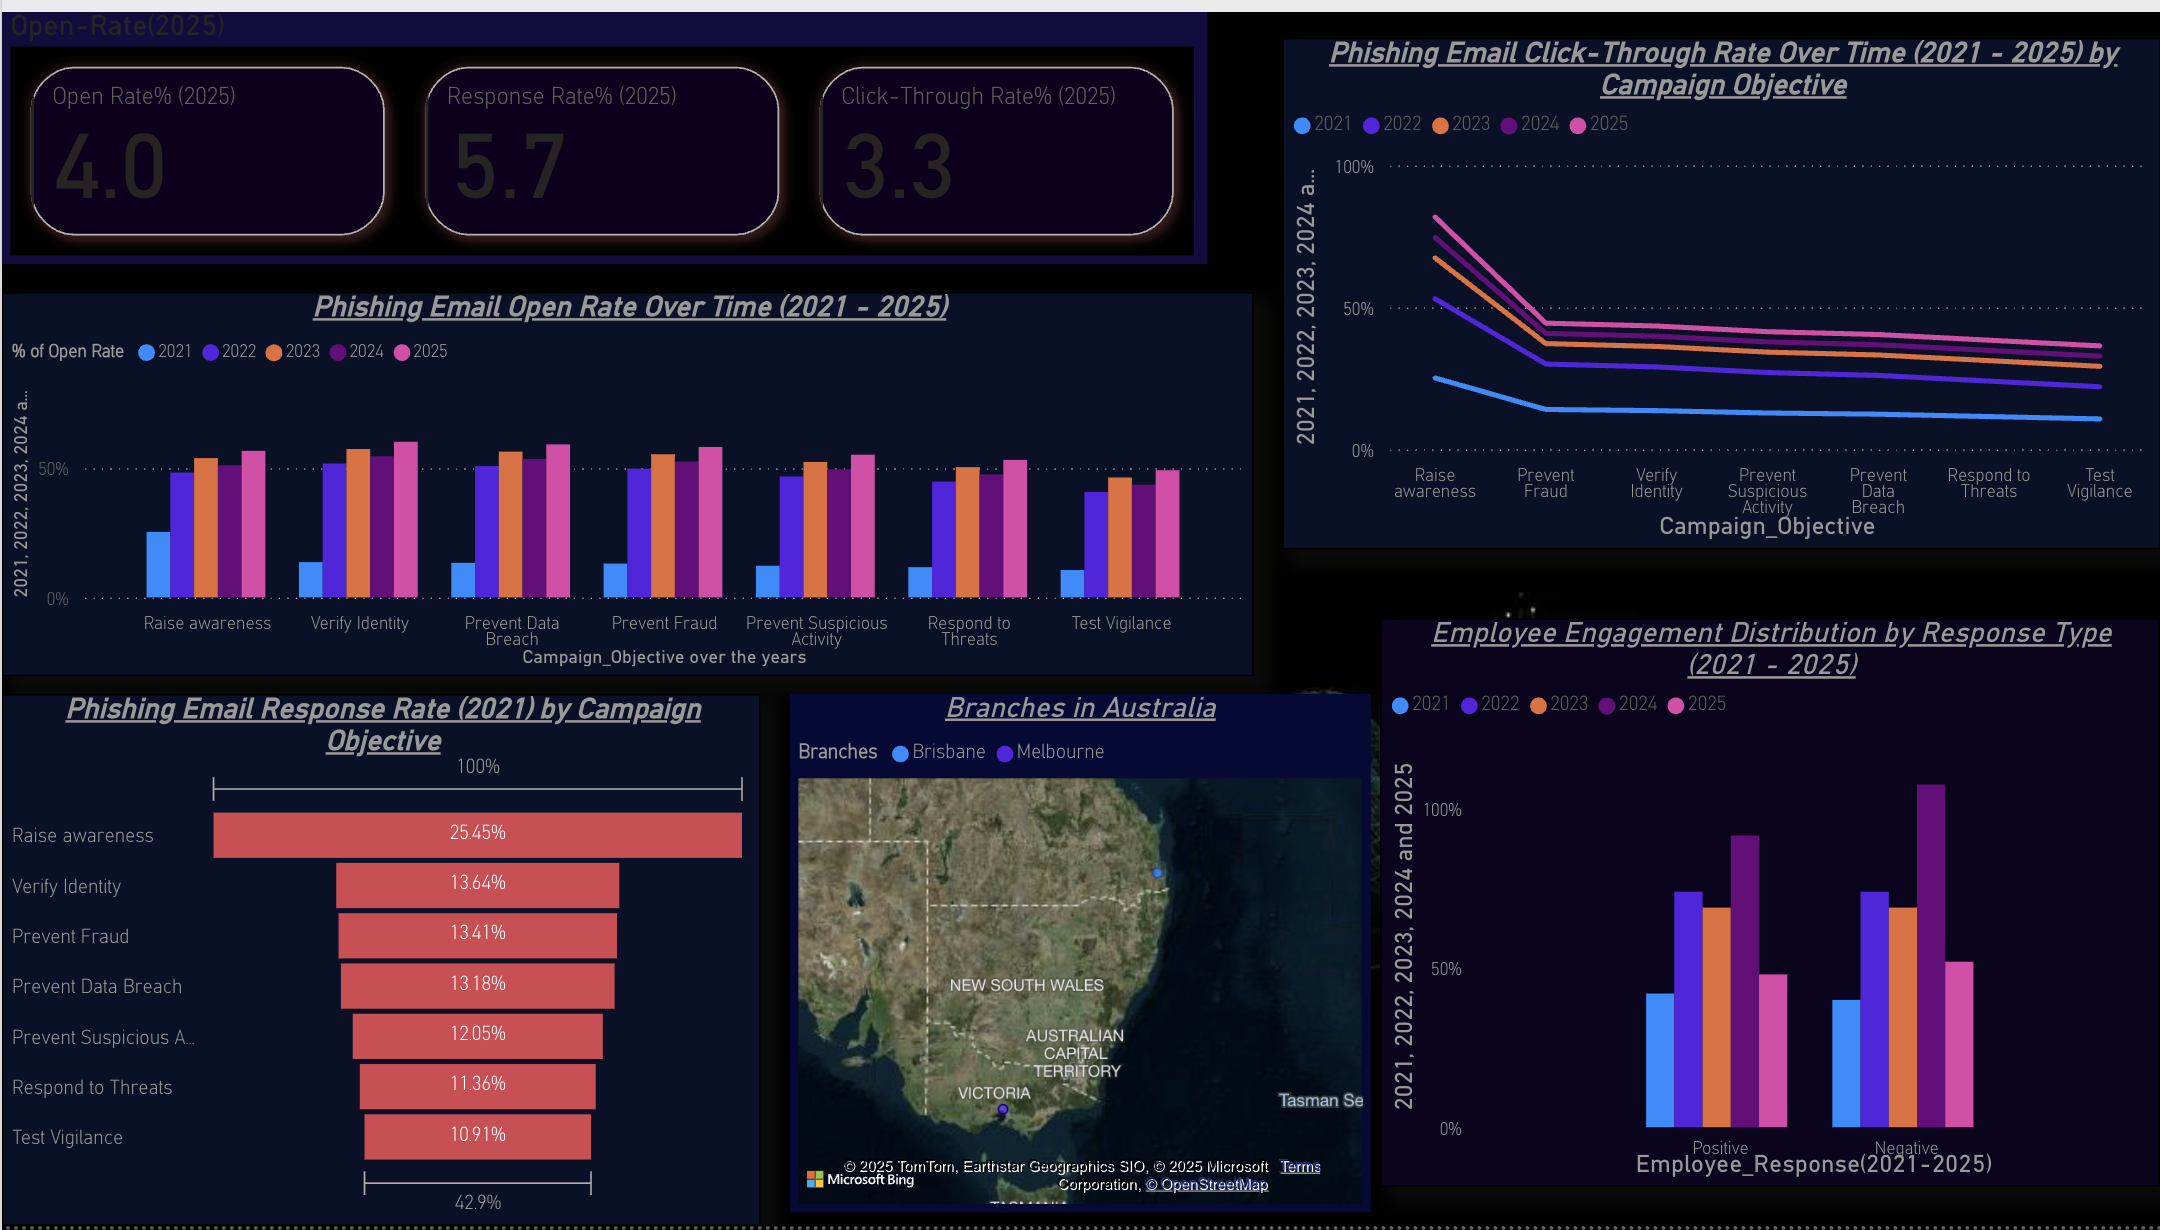 Open-Rate(2025)
Open Rate% (2025)
4.0
Response Rate% (2025)
5.7
Click-Through Rate% (2025)
3.3
Phishing Email Click-Through Rate Over Time (2021 - 2025) by
Campaign Objective
2021 2022 2023 2024 2025
2021, 2022, 2023, 2024 a...
100%
50%
0%
Raise
awareness
Prevent
Fraud
Verify
Identity
Prevent
Suspicious
Activity
Prevent
Data
Breach
Respond to
Threats
Test
Vigilance
Campaign_Objective
Phishing Email Open Rate Over Time (2021 - 2025)
% of Open Rate 2021 2022 2023 2024 2025
2021, 2022, 2023, 2024 a...
50%
0%
Raise awareness
Verify Identity
Prevent Data
Breach
Prevent Fraud
Prevent Suspicious
Activity
Respond to
Threats
Test Vigilance
Campaign_Objective over the years
Phishing Email Response Rate (2021) by Campaign
Objective
100%
Raise awareness 25.45%
Verify Identity 13.64%
Prevent Fraud 13.41%
Prevent Data Breach 13.18%
Prevent Suspicious A... 12.05%
Respond to Threats 11.36%
Test Vigilance 10.91%
42.9%
Branches in Australia
Branches Brisbane Melbourne
NEW SOUTH WALES
AUSTRALIAN
CAPITAL
TERRITORY
VICTORIA
Tasman Se
© 2025 TomTom, Earthstar Geographics SIO, © 2025 Microsoft Terms
Corporation, © OpenStreetMap
Microsoft Bing
TASMANIA
Employee Engagement Distribution by Response Type
(2021 - 2025)
2021 2022 2023 2024 2025
2021, 2022, 2023, 2024 and 2025
100%
50%
0%
Positive
Negative
Employee_Response(2021-2025)